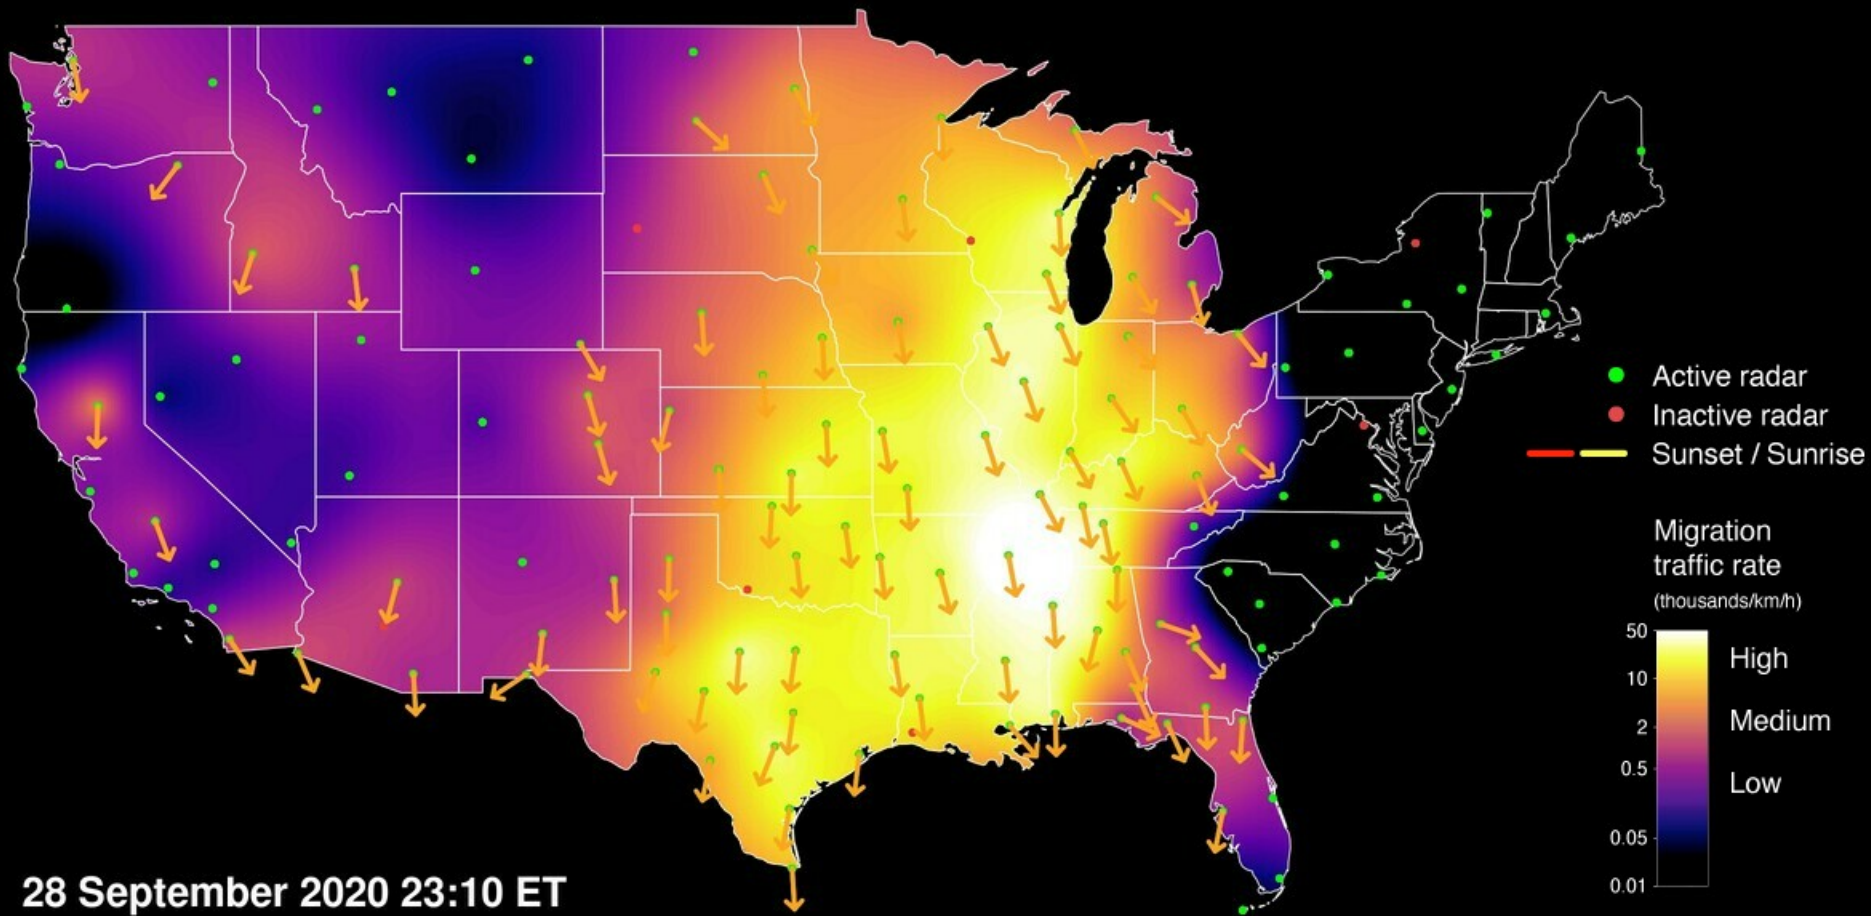 Active radar
Inactive radar
Sunset / Sunrise
Migration
traffic rate
(thousands/km/h)
50
High
10
Medium
2
0.5
Low
0.05
0.01
28 September 2020 23:10 ET